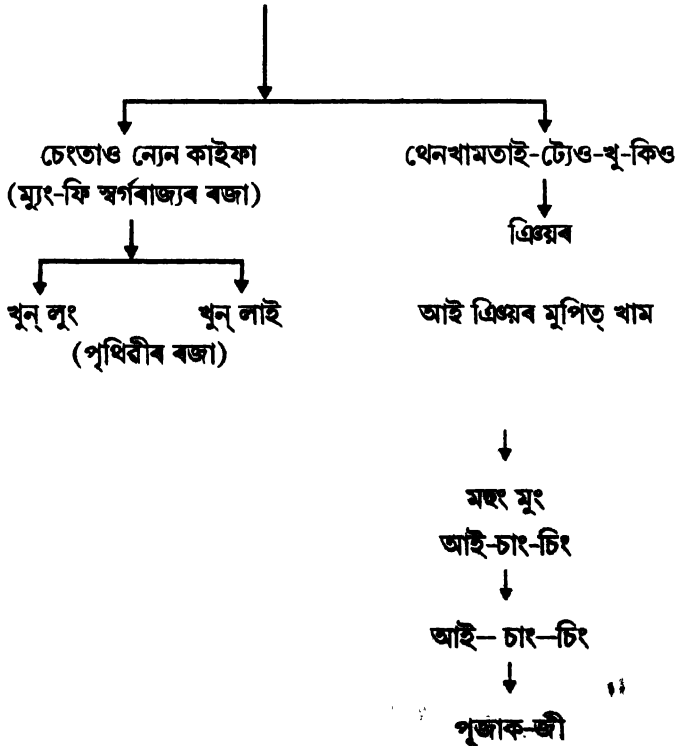 চেংতাও ন্যেন কাইফা
থেনখামতাই-ট্যেও-খু-কিও
(ম্যুং-ফি স্বৰ্গৰাজ্যৰ ৰজা)
ঞিয়ৰ
খুন্ লুং
খুন্ লাই
আই ঞিয়ৰ মুপিত্ খাম
(পৃথিৱীৰ ৰজা)
মহং মুং
আই-চাং-চিং
আই– চাং–চিং
পূজাক-জী